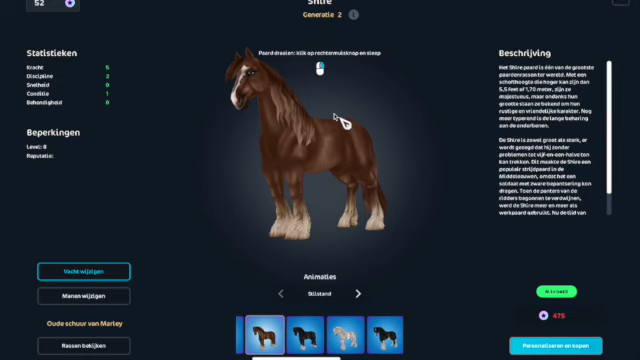 52
Shire
Generatie 2
Statistieken
Kracht 5
Discipline 2
Snelheid 0
Conditie 1
Behendigheid 0
Beperkingen
Level: 8
Reputatie:
Paard draaien: klik op rechtermuisknop en sleep
Beschrijving
Het Shire paard is één van de grootste
paardenrassen ter wereld. Met een
schofthoogte die hoger kan zijn dan
5,5 feet of 1,70 meter, zijn ze
majestueus, maar ondanks hun
grootte staan ze bekend om hun
rustige en vriendelijke karakter. Nog
meer typerend is de lange beharing
aan de onderbenen.
De Shire is zowel groot als sterk, er
wordt gezegd dat hij zonder
problemen tot vijf-en-een-halve ton
kan trekken. Dit maakte de Shire een
populair strijdpaard in de
Middeleeuwen, omdat het een
soldaat met zware bepantsering kon
dragen. Toen de pantsers van de
ridders begonnen te verdwijnen,
werd de Shire meer en meer als
werkpaard gebruikt. Nu de tijd van
Vacht wijzigen
Manen wijzigen
Oude schuur van Marley
Rassen bekijken
Animaties
Stilstand
Al in bezit
475
Personaliseren en kopen